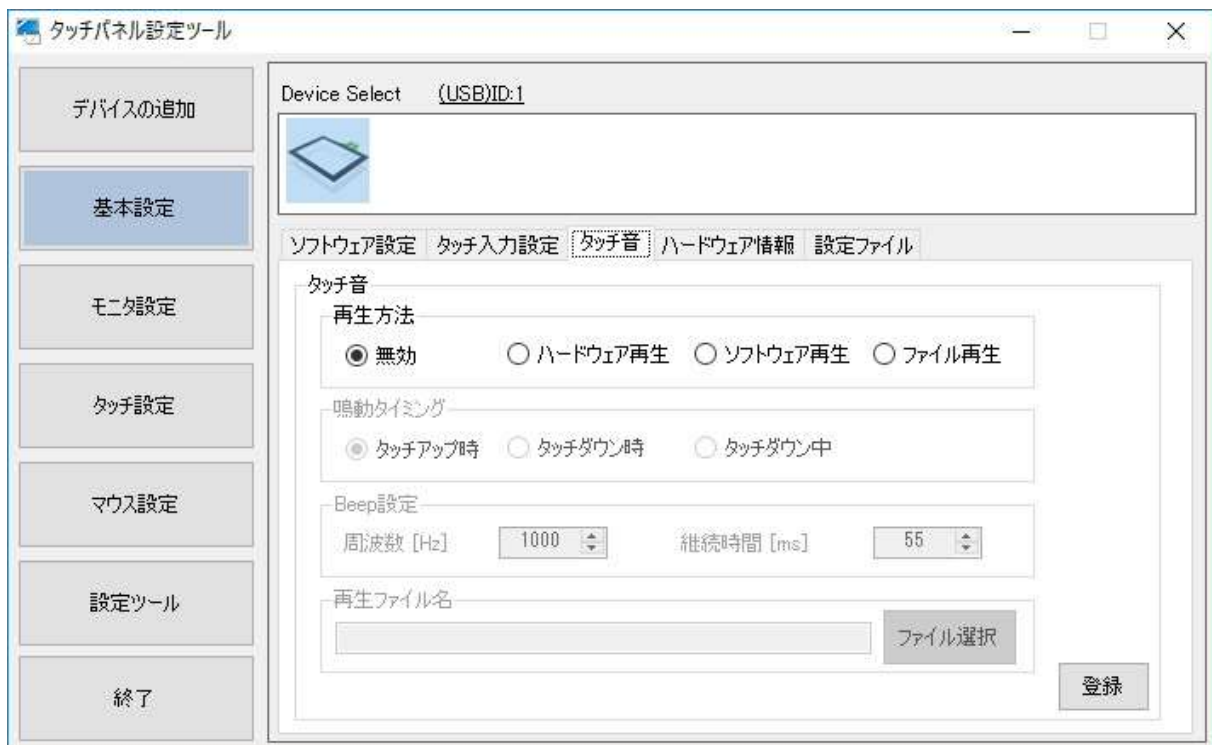 タッチパネル設定ツール
デバイスの追加
基本設定
モニタ設定
タッチ設定
マウス設定
設定ツール
終了
Device Select (USB)ID:1
ソフトウェア設定 タッチ入力設定 タッチ音 ハードウェア情報 設定ファイル
タッチ音
再生方法
無効 ハードウェア再生 ソフトウェア再生 ファイル再生
鳴動タイミング
タッチアップ時 タッチダウン時 タッチダウン中
Beep設定
周波数 [Hz] 1000 継続時間 [ms] 55
再生ファイル名
ファイル選択
登録